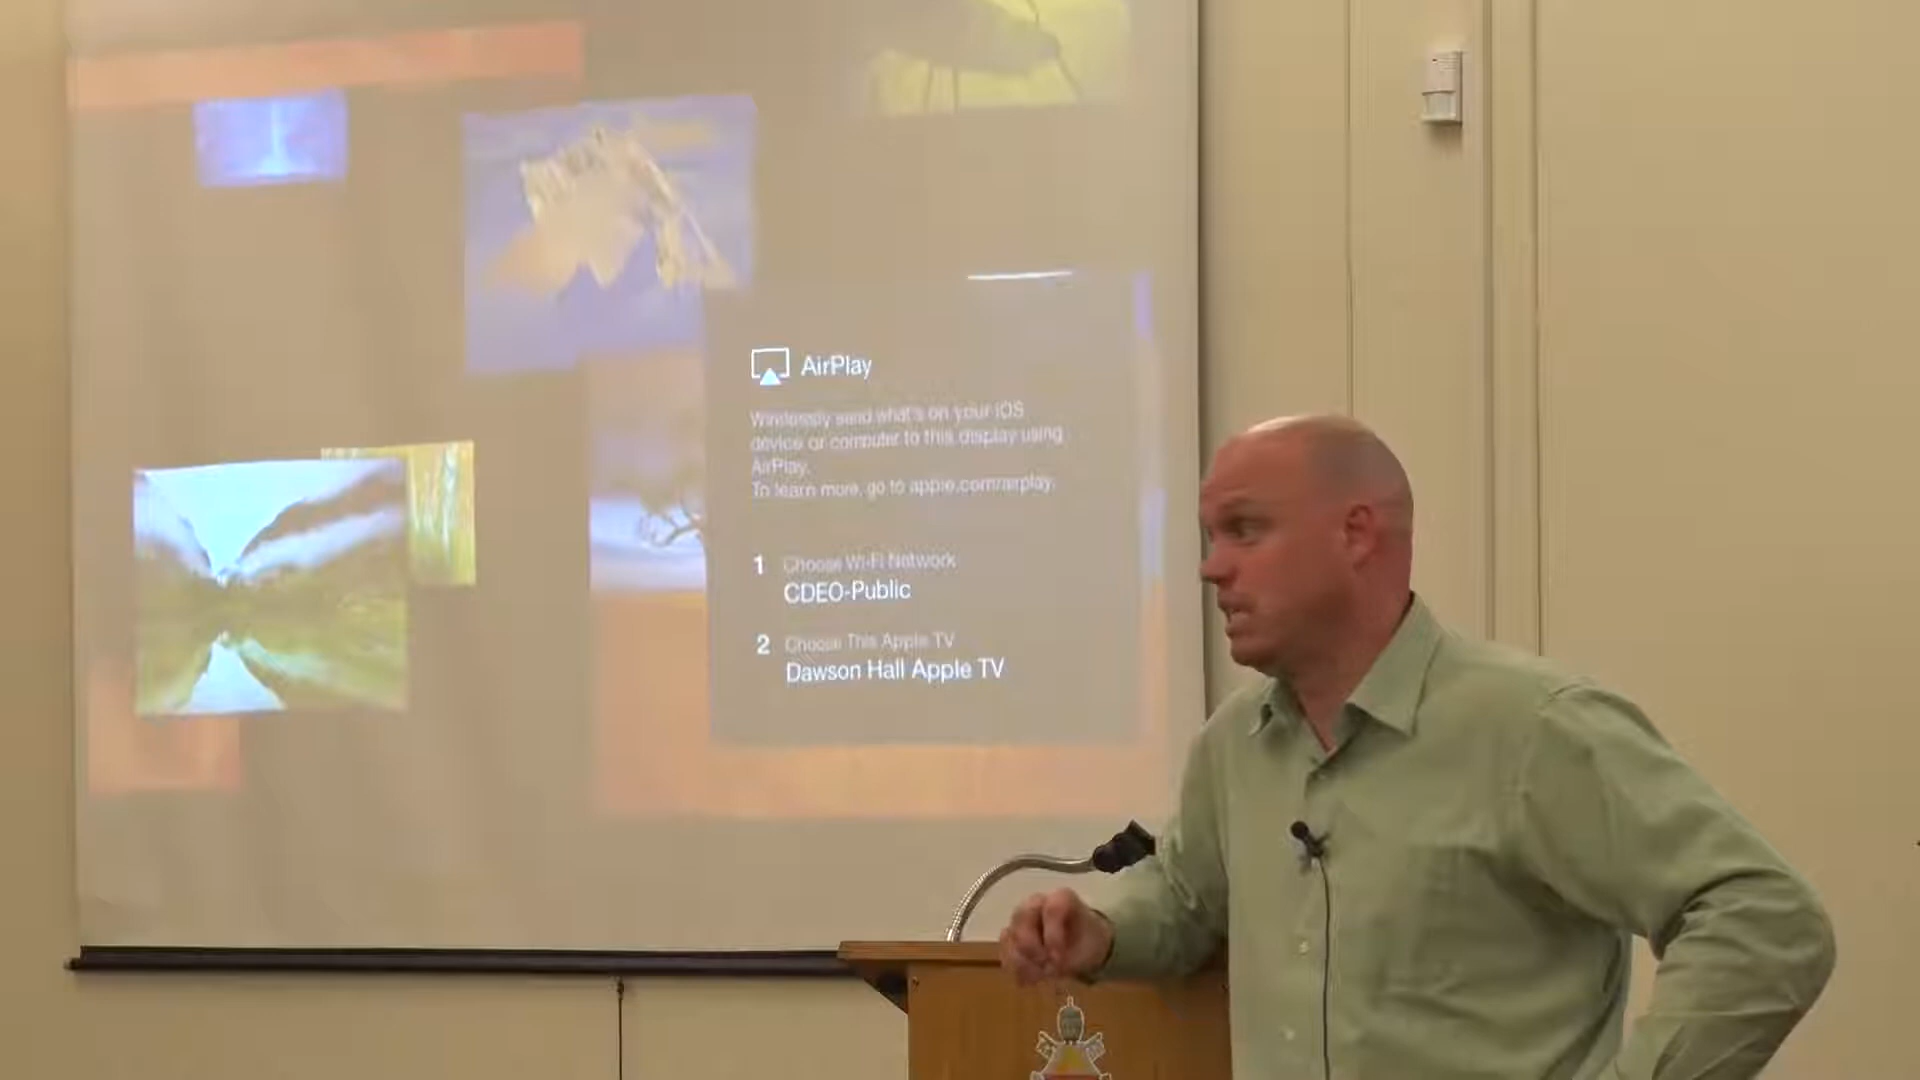 AirPlay
Wirelessly send what's on your iOS
device or computer to this display using
AirPlay.
To learn more, go to apple.com/airplay.
1 Choose Wi-Fi Network
CDEO-Public
2 Choose This Apple TV
Dawson Hall Apple TV